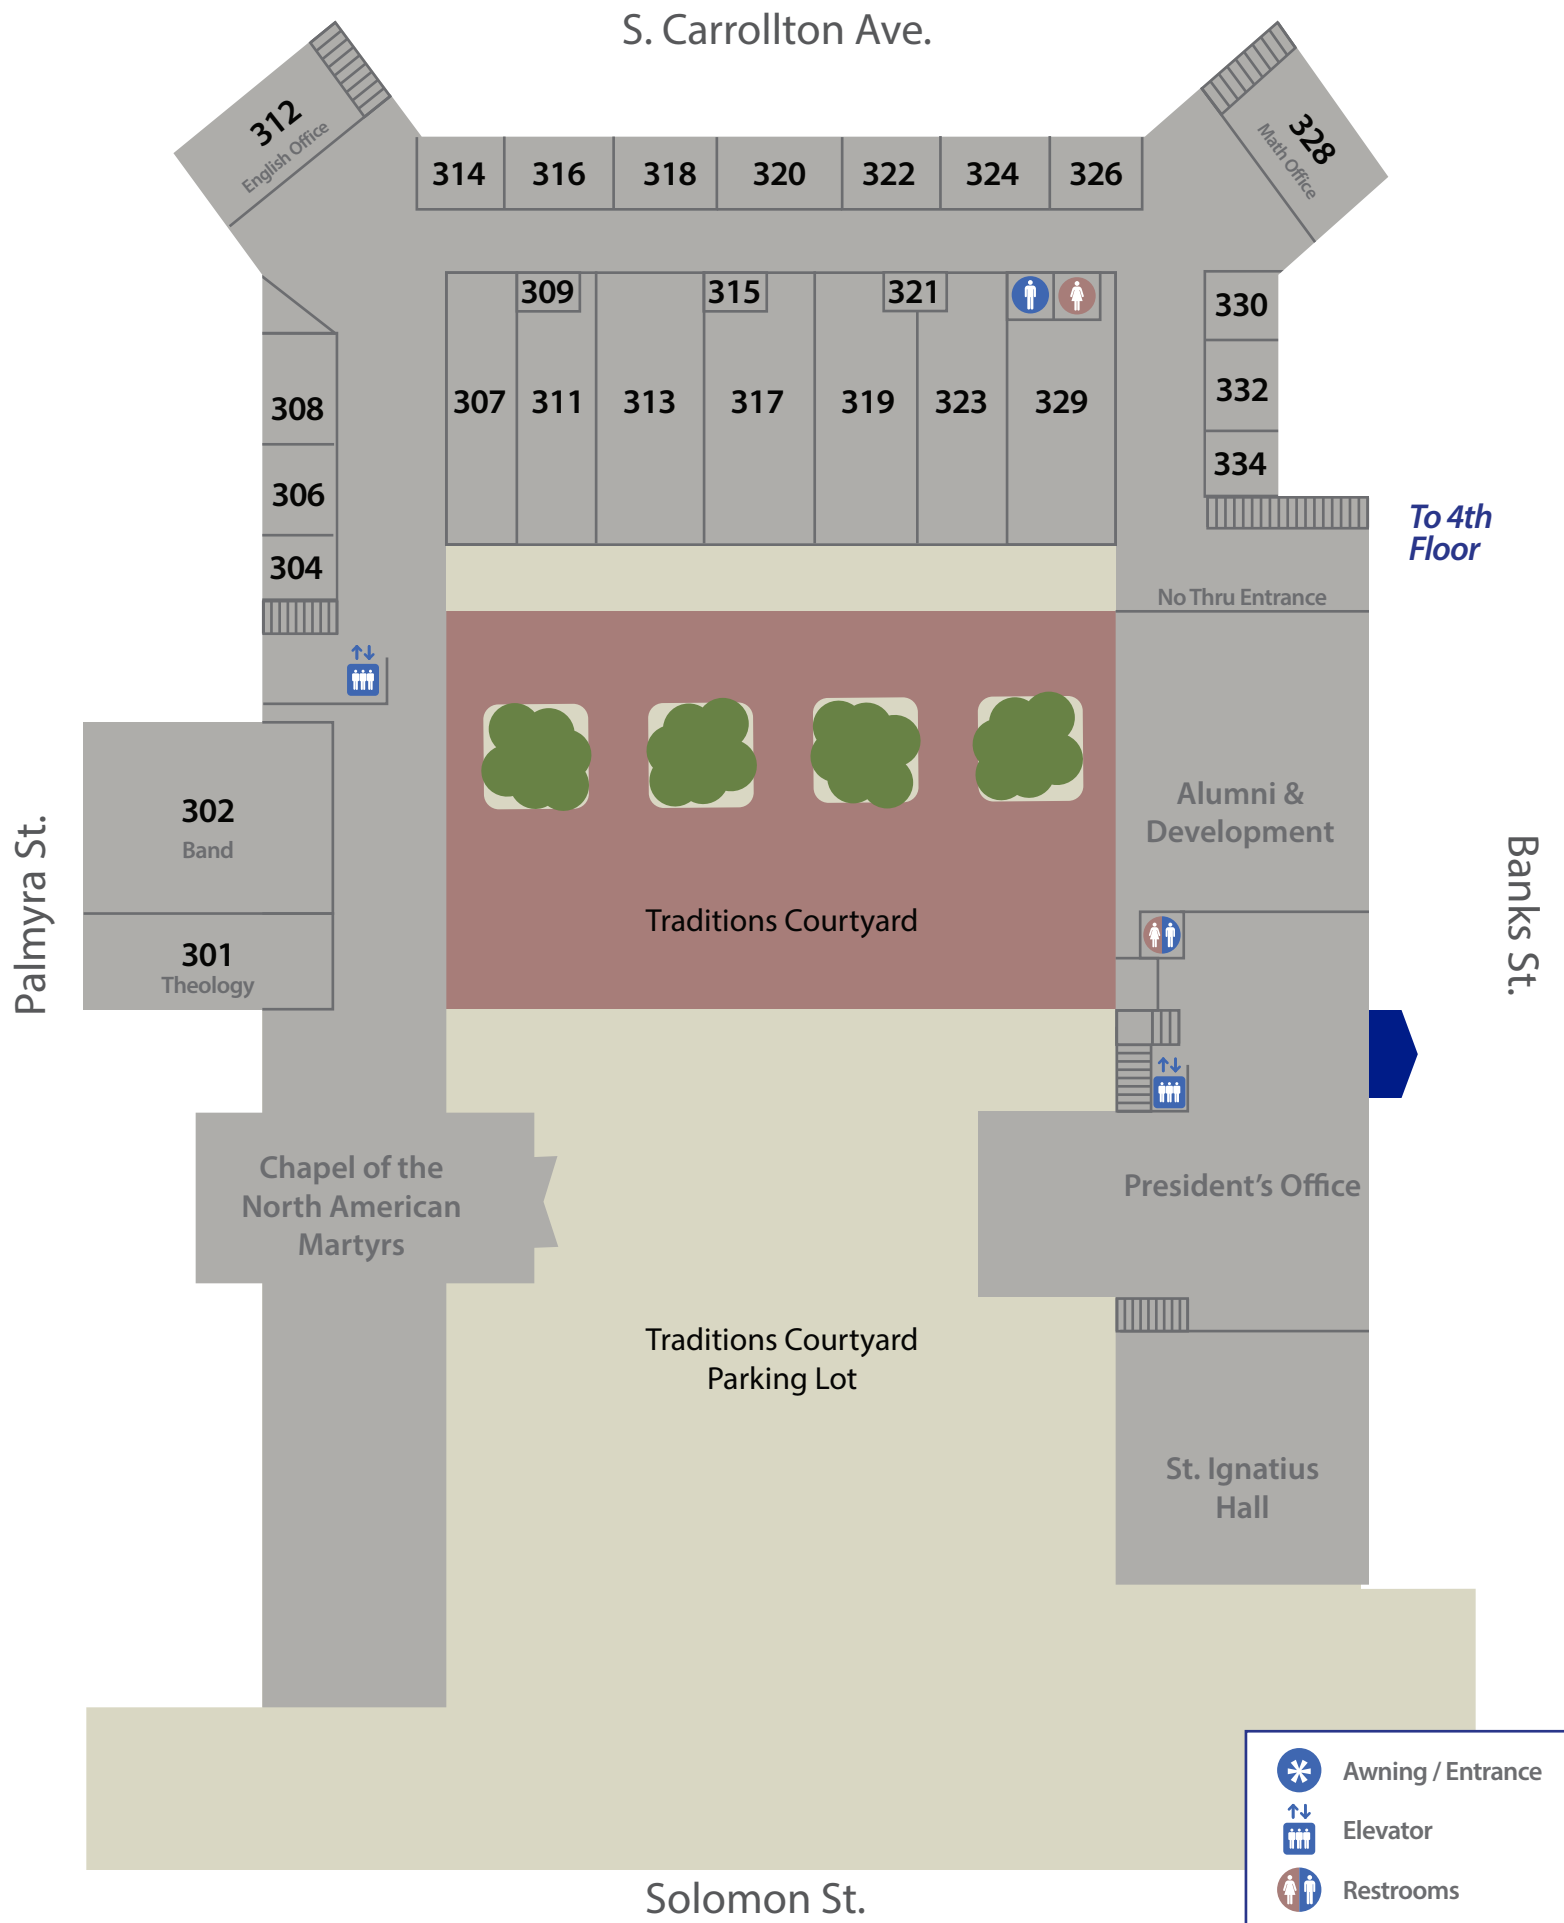 S. Carrollton Ave.
312
English Office
328
Math Office
314
316
318
320
322
324
326
309
315
321
330
307
311
313
317
319
323
329
332
308
334
306
To 4th
Floor
304
No Thru Entrance
Alumni &
Development
302
Band
Palmyra St.
Banks St.
Traditions Courtyard
301
Theology
Chapel of the
North American
Martyrs
President's Office
Traditions Courtyard
Parking Lot
St. Ignatius
Hall
Awning / Entrance
Elevator
Restrooms
Solomon St.